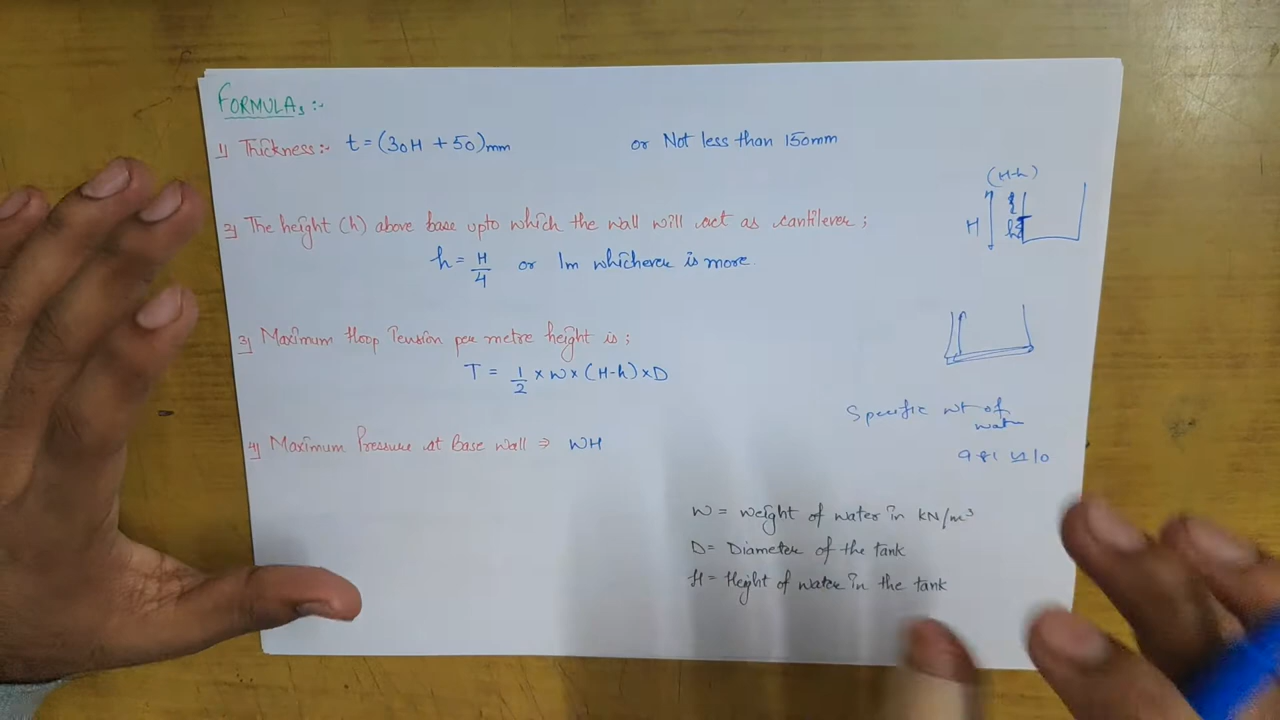 FORMULAs :-
1) Thickness:- t = (30H + 50) mm or Not less than 150mm
2) The height (h) above base upto which the wall will act as cantilever ;
h = H/4 or 1m whichever is more.
(H-h)
H h
3) Maximum Hoop Tension per metre height is ;
T = 1/2 × W × (H-h) × D
4) Maximum Pressure at Base wall ⇒ WH
Specific wt of
water
9.81 ≃ 10
W = Weight of water in KN/m³
D = Diameter of the tank
H = Height of water in the tank